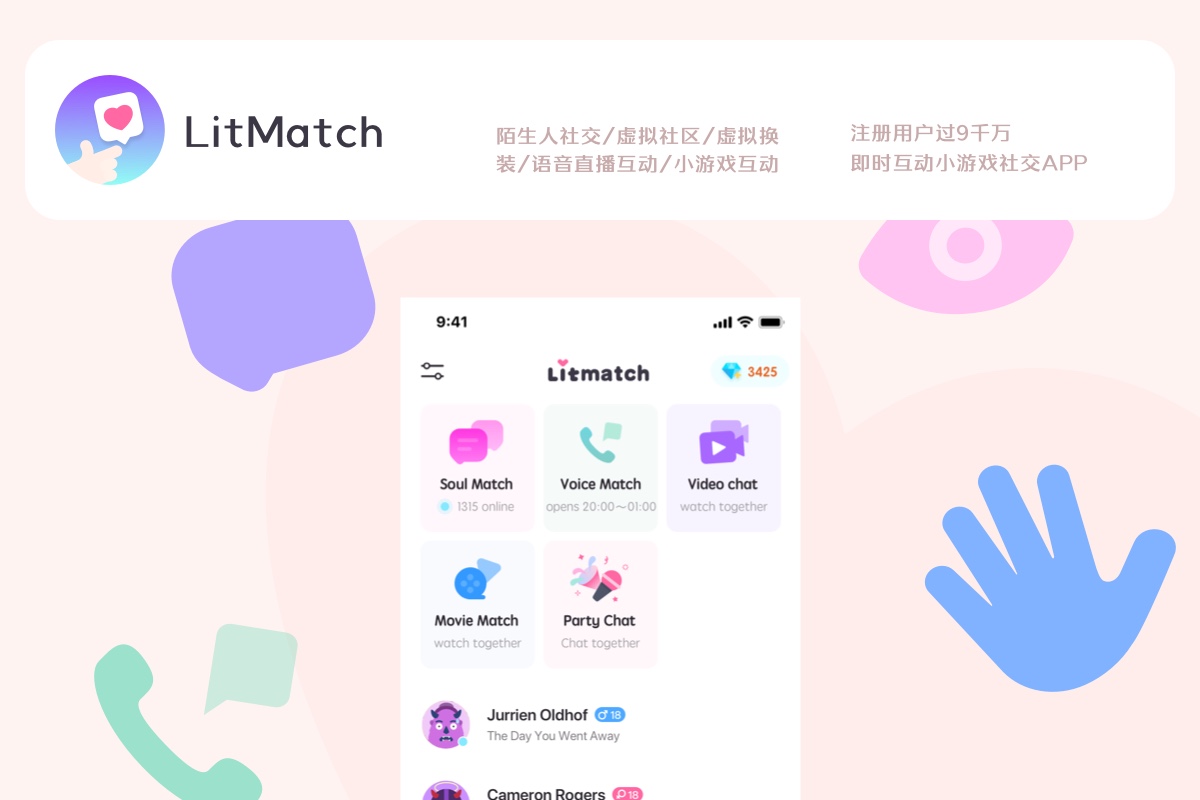 LitMatch
陌生人社交/虚拟社区/虚拟换
装/语音直播互动/小游戏互动
注册用户过9千万
即时互动小游戏社交APP
9:41
Litmatch
3425
Soul Match
1315 online
Voice Match
opens 20:00～01:00
Video chat
watch together
Movie Match
watch together
Party Chat
Chat together
Jurrien Oldhof
18
The Day You Went Away
Cameron Rogers
18